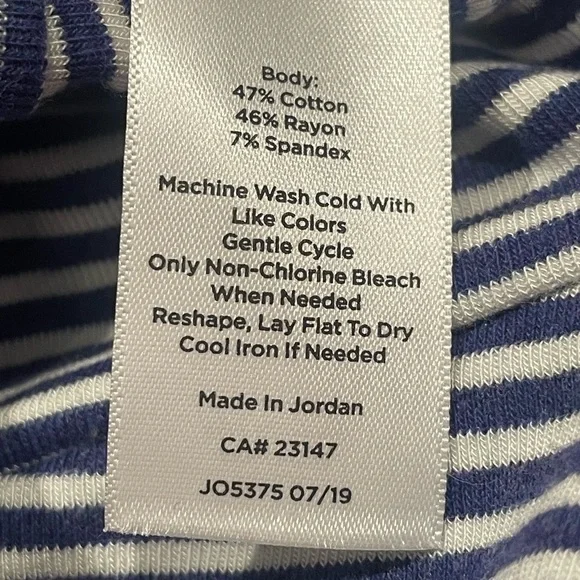 Body:
47% Cotton
46% Rayon
7% Spandex
Machine Wash Cold With
Like Colors
Gentle Cycle
Only Non-Chlorine Bleach
When Needed
Reshape, Lay Flat To Dry
Cool Iron If Needed
Made In Jordan
CA# 23147
JO5375 07/19